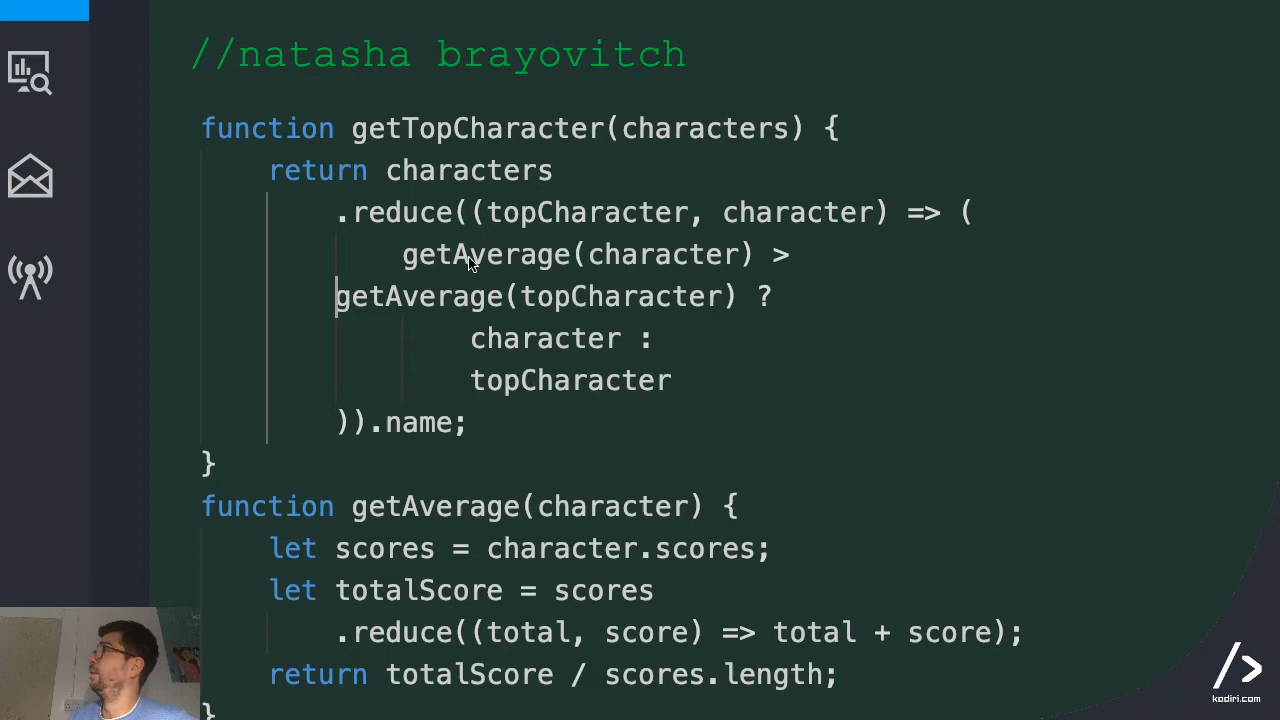 //natasha brayovitch
function getTopCharacter(characters) {
return characters
.reduce((topCharacter, character) => (
getAverage(character) >
getAverage(topCharacter) ?
character :
topCharacter
)).name;
}
function getAverage(character) {
let scores = character.scores;
let totalScore = scores
.reduce((total, score) => total + score);
return totalScore / scores.length;
}
/>
kodiri.com